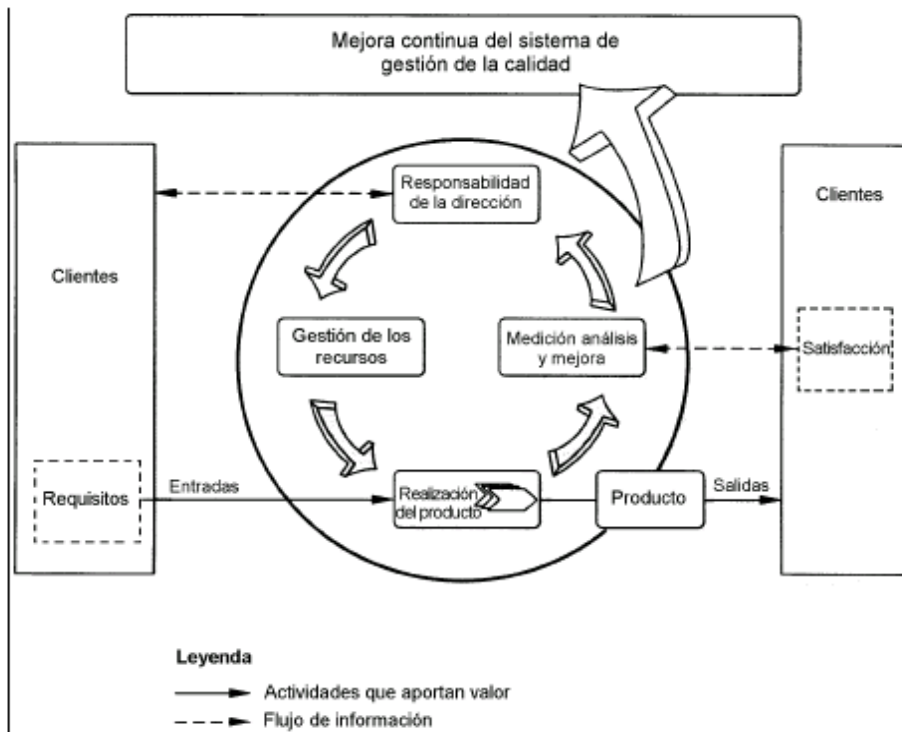 Mejora continua del sistema de
gestión de la calidad
Responsabilidad
de la dirección
Clientes
Clientes
Gestión de los
recursos
Medición análisis
y mejora
Satisfacción
Requisitos
Entradas
Realización
del producto
Producto
Salidas
Leyenda
Actividades que aportan valor
Flujo de información